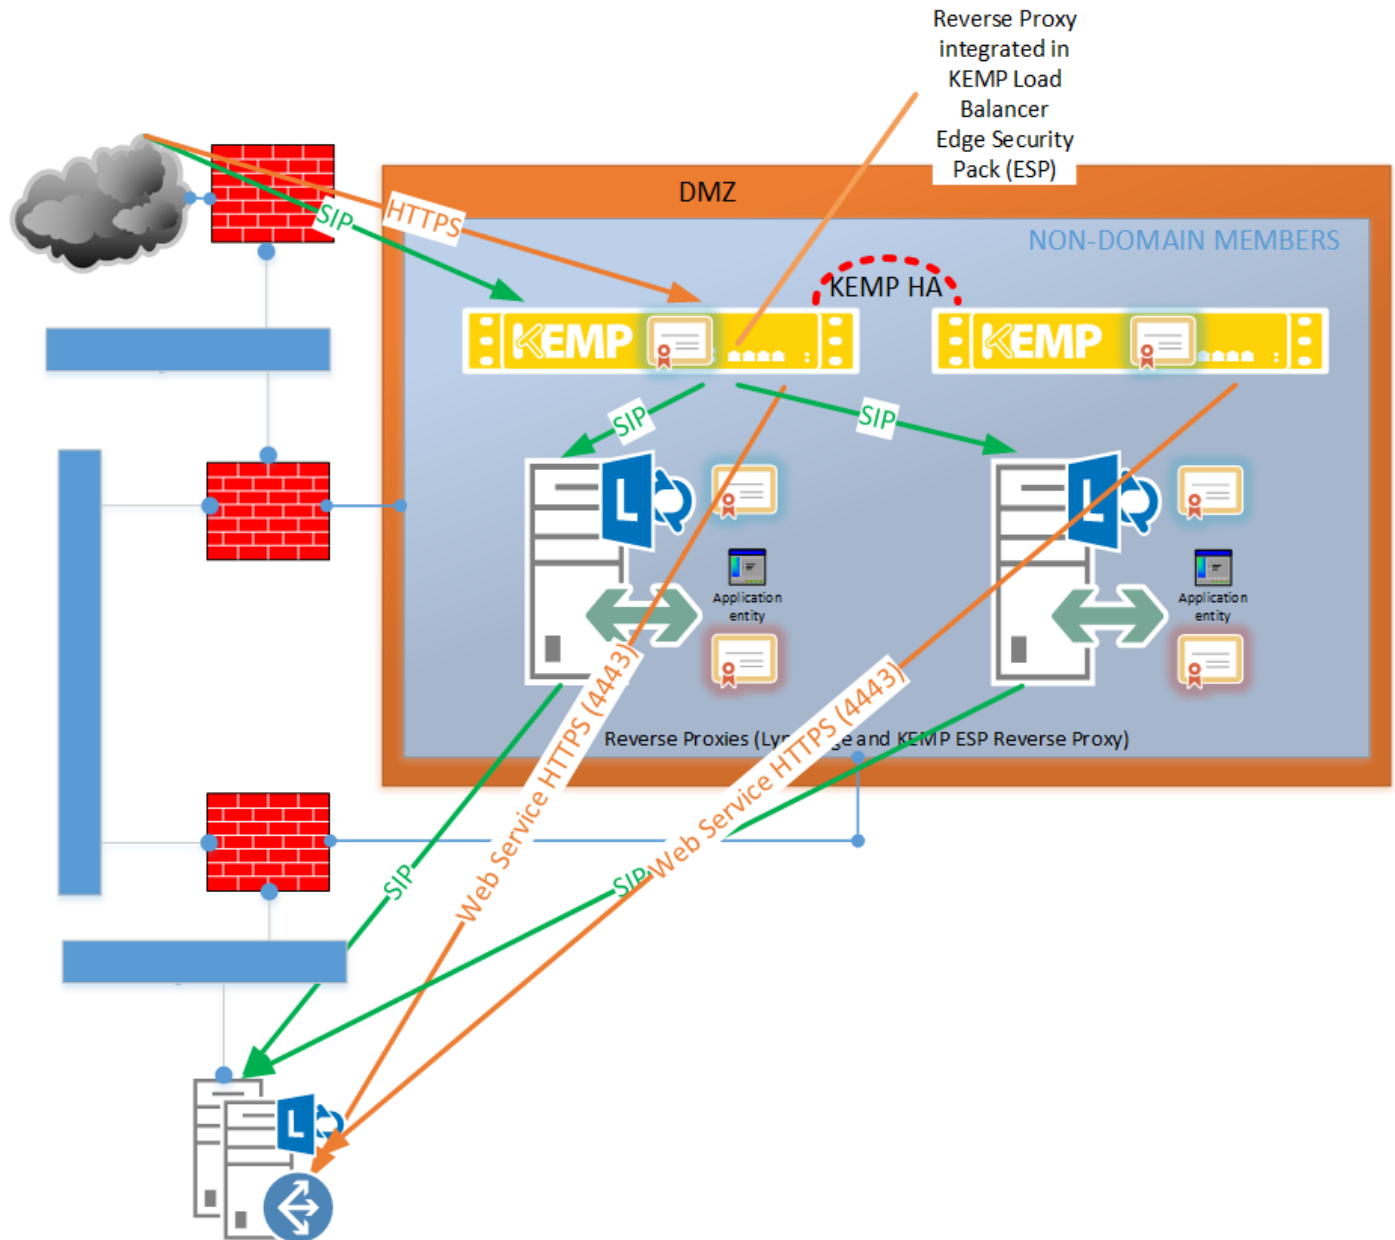 Reverse Proxy
integrated in
KEMP Load
Balancer
Edge Security
Pack (ESP)
DMZ
NON-DOMAIN MEMBERS
HTTPS
SIP
KEMP HA
KEMP
KEMP
SIP
SIP
L
L
Application
entity
Application
entity
Web Service HTTPS (4443)
Web Service HTTPS (4443)
Reverse Proxies (Ly ge and KEMP ESP Reverse Proxy)
SIP
SIP
L